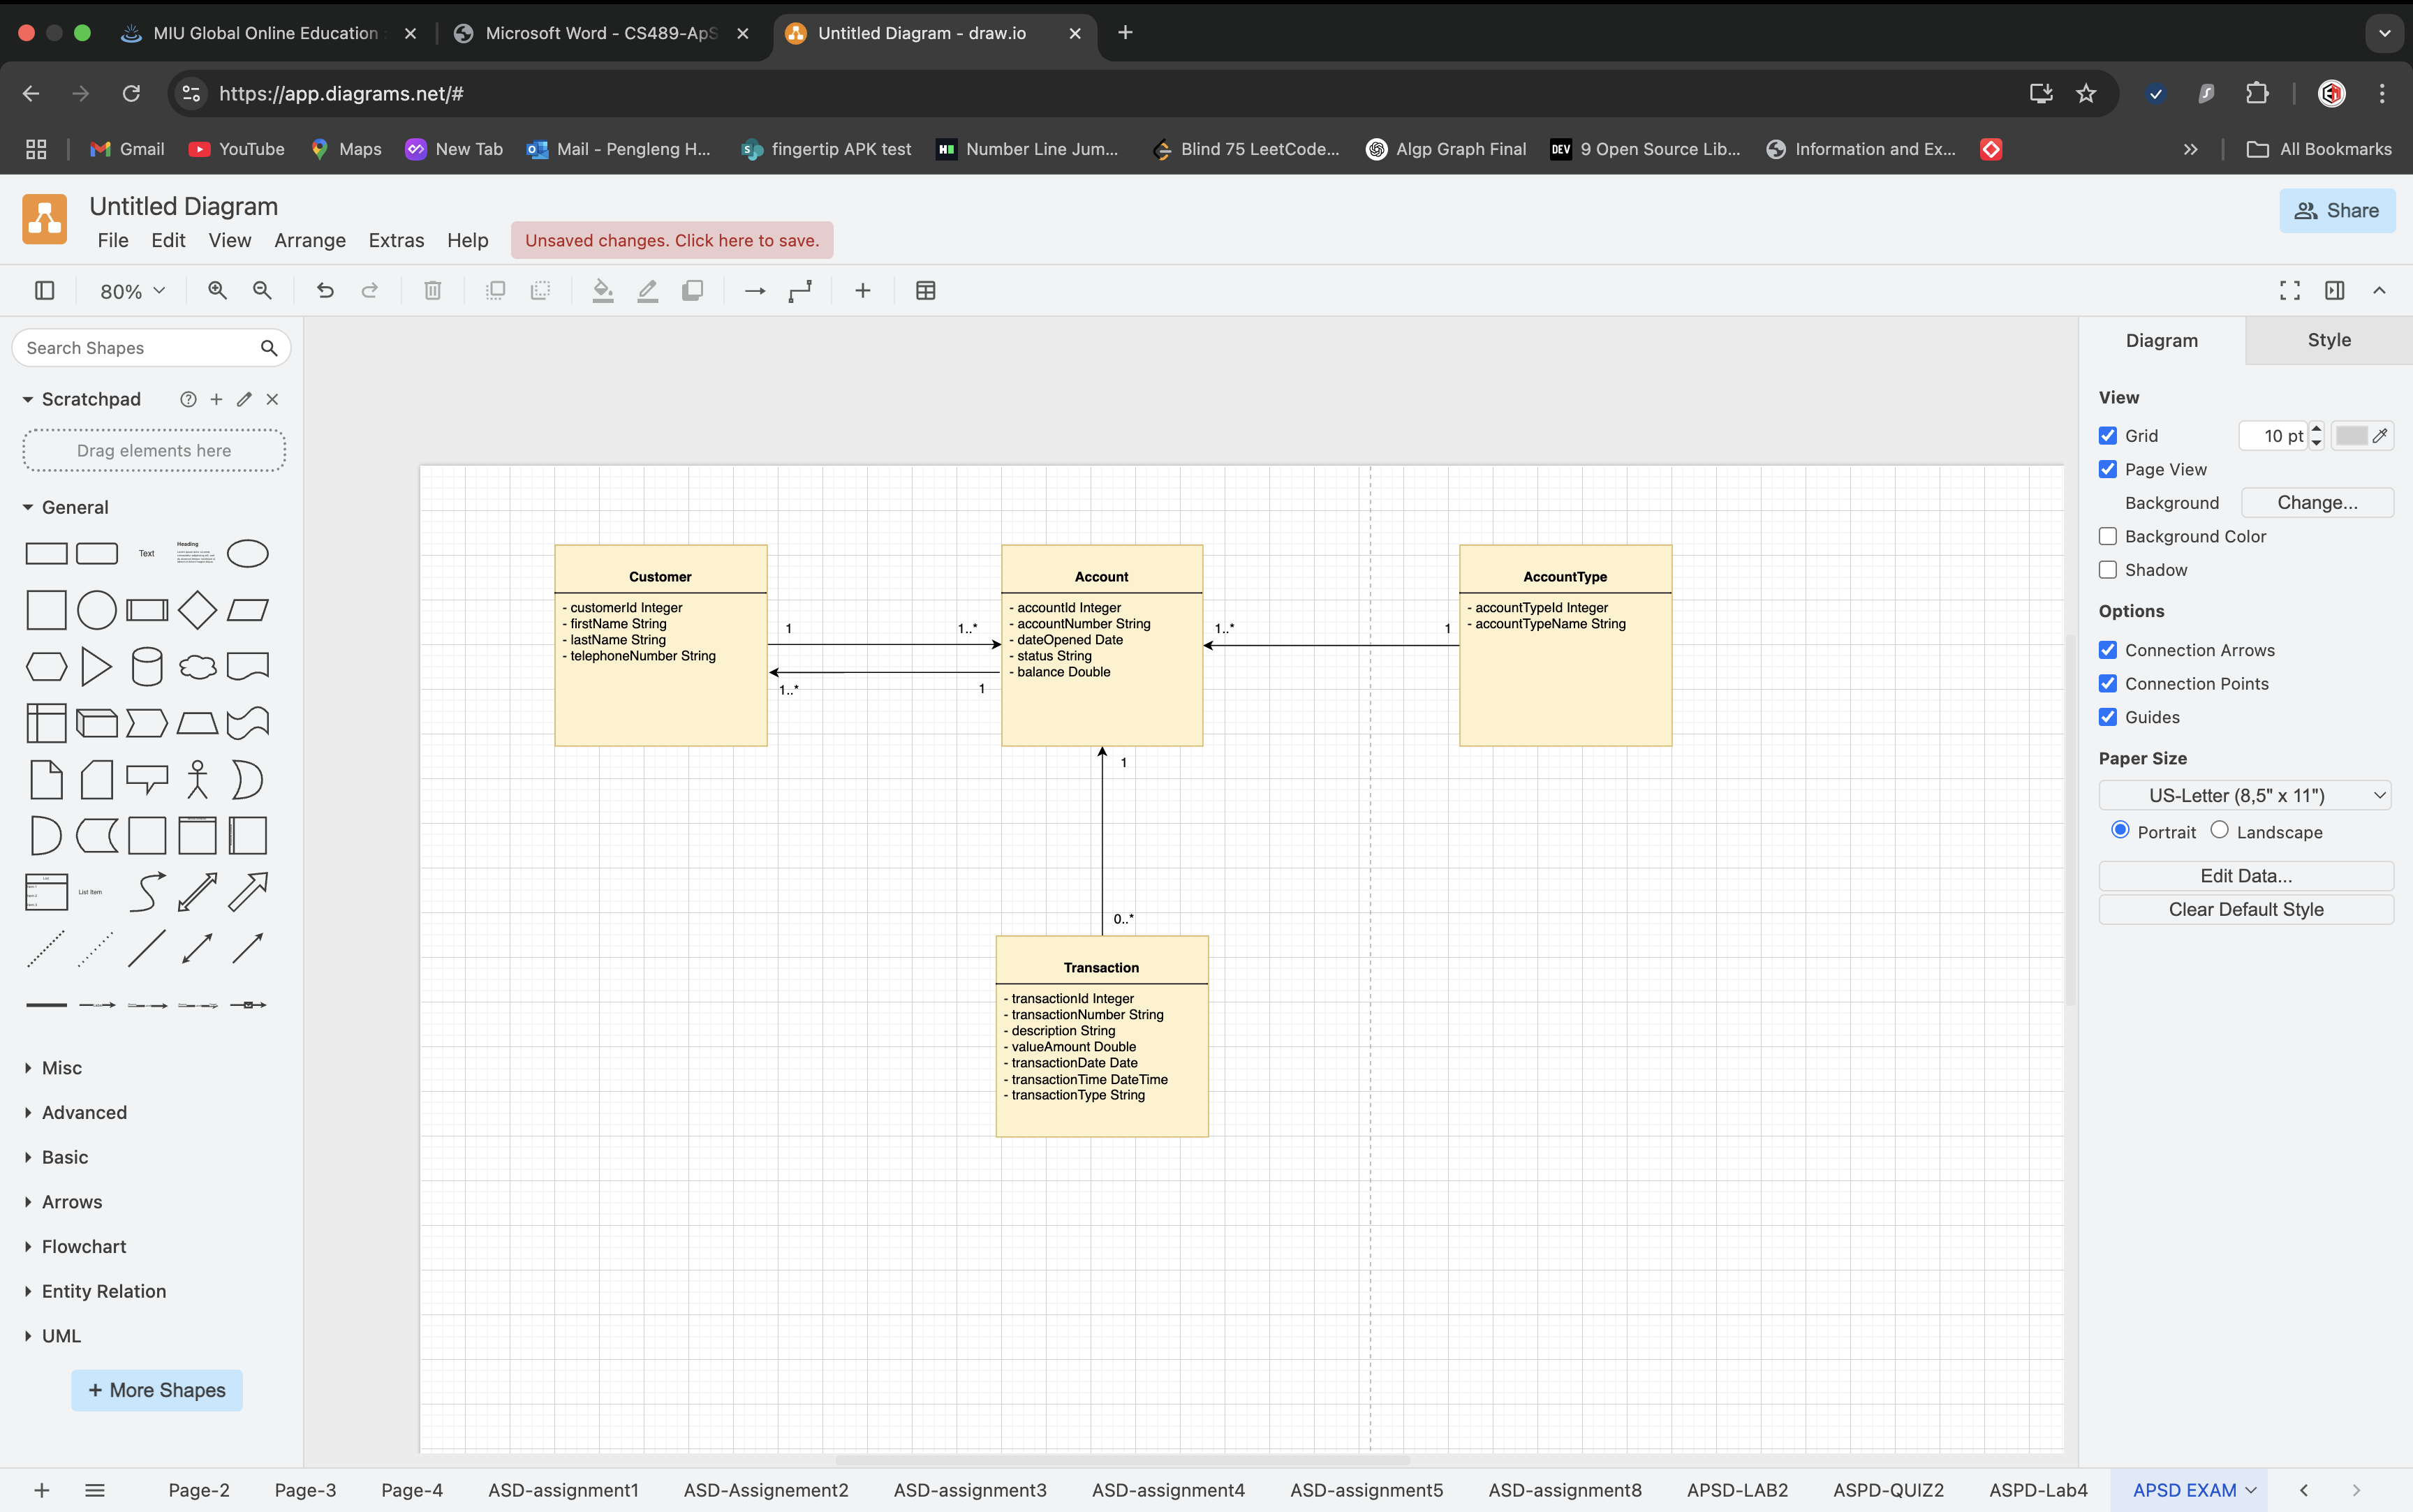 MIU Global Online Education :
Microsoft Word - CS489-ApS
Untitled Diagram - draw.io
https://app.diagrams.net/#
Gmail
YouTube
Maps
New Tab
Mail - Pengleng H...
fingertip APK test
Number Line Jum...
Blind 75 LeetCode...
Algp Graph Final
DEV
9 Open Source Lib...
Information and Ex...
All Bookmarks
Untitled Diagram
Share
File Edit View Arrange Extras Help
Unsaved changes. Click here to save.
80%
Search Shapes
Scratchpad
Drag elements here
General
Text
Heading
List
List Item
Misc
Advanced
Basic
Arrows
Flowchart
Entity Relation
UML
+ More Shapes
Customer
- customerId Integer
- firstName String
- lastName String
- telephoneNumber String
1
1..*
1..*
1
Account
- accountId Integer
- accountNumber String
- dateOpened Date
- status String
- balance Double
1..*
1
AccountType
- accountTypeId Integer
- accountTypeName String
1
0..*
Transaction
- transactionId Integer
- transactionNumber String
- description String
- valueAmount Double
- transactionDate Date
- transactionTime DateTime
- transactionType String
Diagram
Style
View
Grid
10 pt
Page View
Background
Change...
Background Color
Shadow
Options
Connection Arrows
Connection Points
Guides
Paper Size
US-Letter (8,5" x 11")
Portrait
Landscape
Edit Data...
Clear Default Style
Page-2
Page-3
Page-4
ASD-assignment1
ASD-Assignement2
ASD-assignment3
ASD-assignment4
ASD-assignment5
ASD-assignment8
APSD-LAB2
ASPD-QUIZ2
ASPD-Lab4
APSD EXAM